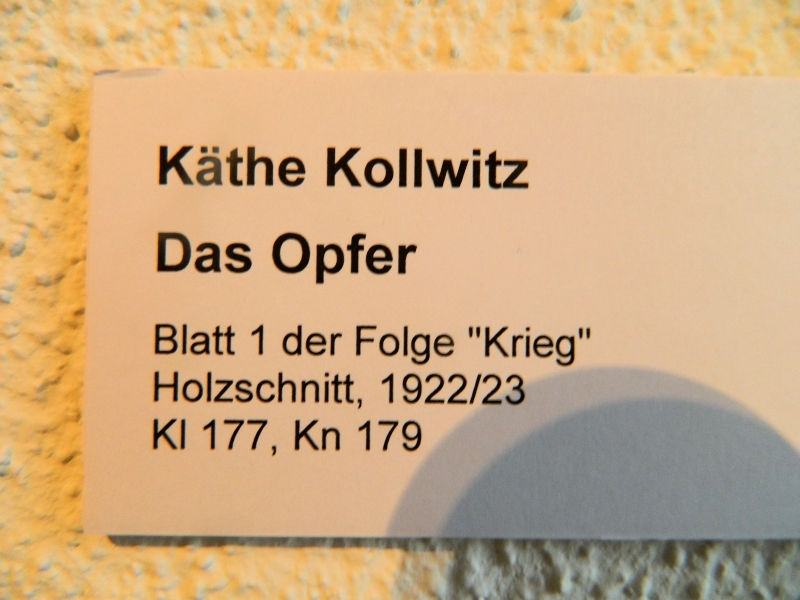 Käthe Kollwitz
Das Opfer
Blatt 1 der Folge "Krieg"
Holzschnitt, 1922/23
Kl 177, Kn 179